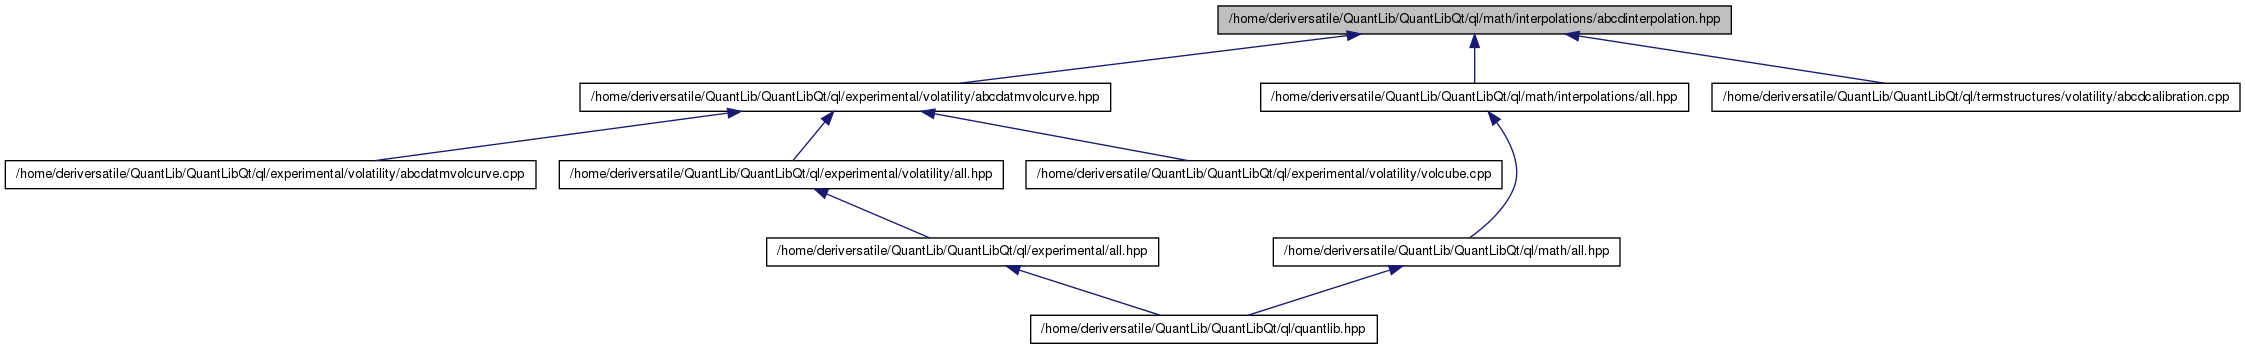 /home/deriversatile/QuantLib/QuantLibQt/ql/math/interpolations/abcdinterpolation.hpp
/home/deriversatile/QuantLib/QuantLibQt/ql/experimental/volatility/abcdatmvolcurve.hpp
/home/deriversatile/QuantLib/QuantLibQt/ql/math/interpolations/all.hpp
/home/deriversatile/QuantLib/QuantLibQt/ql/termstructures/volatility/abcdcalibration.cpp
/home/deriversatile/QuantLib/QuantLibQt/ql/experimental/volatility/abcdatmvolcurve.cpp
/home/deriversatile/QuantLib/QuantLibQt/ql/experimental/volatility/all.hpp
/home/deriversatile/QuantLib/QuantLibQt/ql/experimental/volatility/volcube.cpp
/home/deriversatile/QuantLib/QuantLibQt/ql/experimental/all.hpp
/home/deriversatile/QuantLib/QuantLibQt/ql/math/all.hpp
/home/deriversatile/QuantLib/QuantLibQt/ql/quantlib.hpp